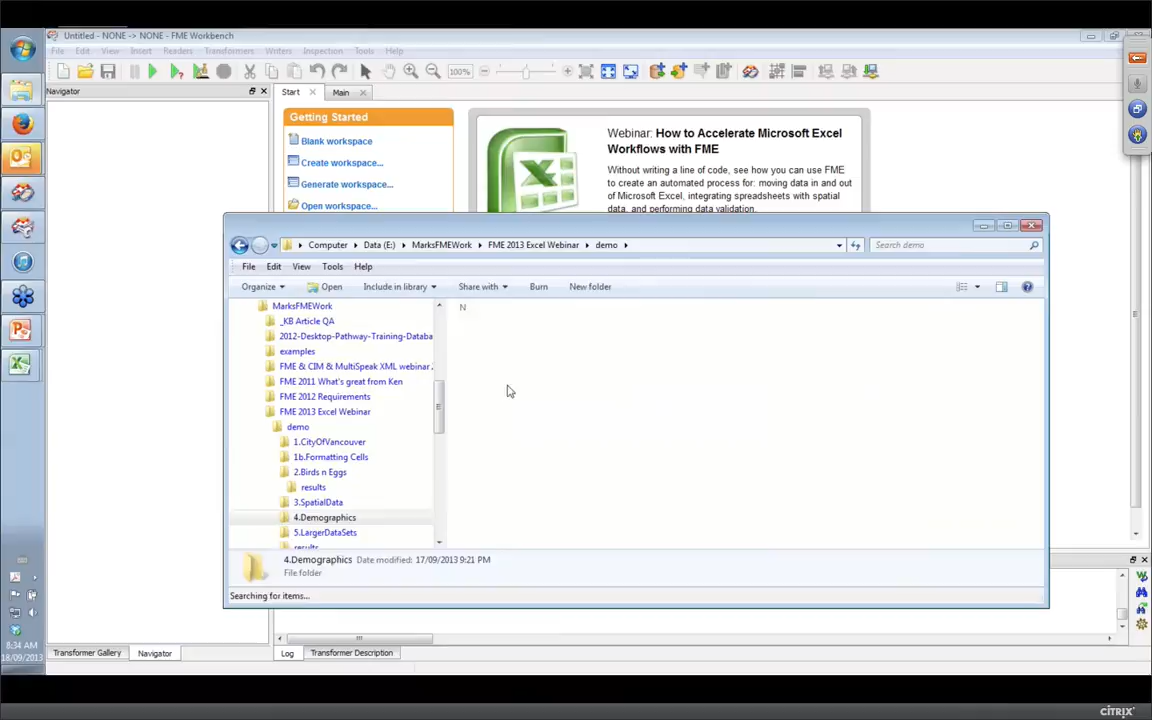 Untitled - NONE -> NONE - FME Workbench
File Edit View Insert Readers Transformers Writers Inspection Tools Help
100%
Navigator
Start Main
Getting Started
Blank workspace
Create workspace...
Generate workspace...
Open workspace...
Webinar: How to Accelerate Microsoft Excel
Workflows with FME
Without writing a line of code, see how you can use FME
to create an automated process for: moving data in and out
of Microsoft Excel, integrating spreadsheets with spatial
data, and performing data validation.
Computer Data (E:) MarksFMEWork FME 2013 Excel Webinar demo
Search demo
File Edit View Tools Help
Organize Open Include in library Share with Burn New folder
MarksFMEWork
_KB Article QA
2012-Desktop-Pathway-Training-Databa
examples
FME & CIM & MultiSpeak XML webinar
FME 2011 What's great from Ken
FME 2012 Requirements
FME 2013 Excel Webinar
demo
1.CityOfVancouver
1b.Formatting Cells
2.Birds n Eggs
results
3.SpatialData
4.Demographics
5.LargerDataSets
results
N
4.Demographics Date modified: 17/09/2013 9:21 PM
File folder
Searching for items...
Transformer Gallery Navigator
Log Transformer Description
8:34 AM
18/09/2013
CITRIX